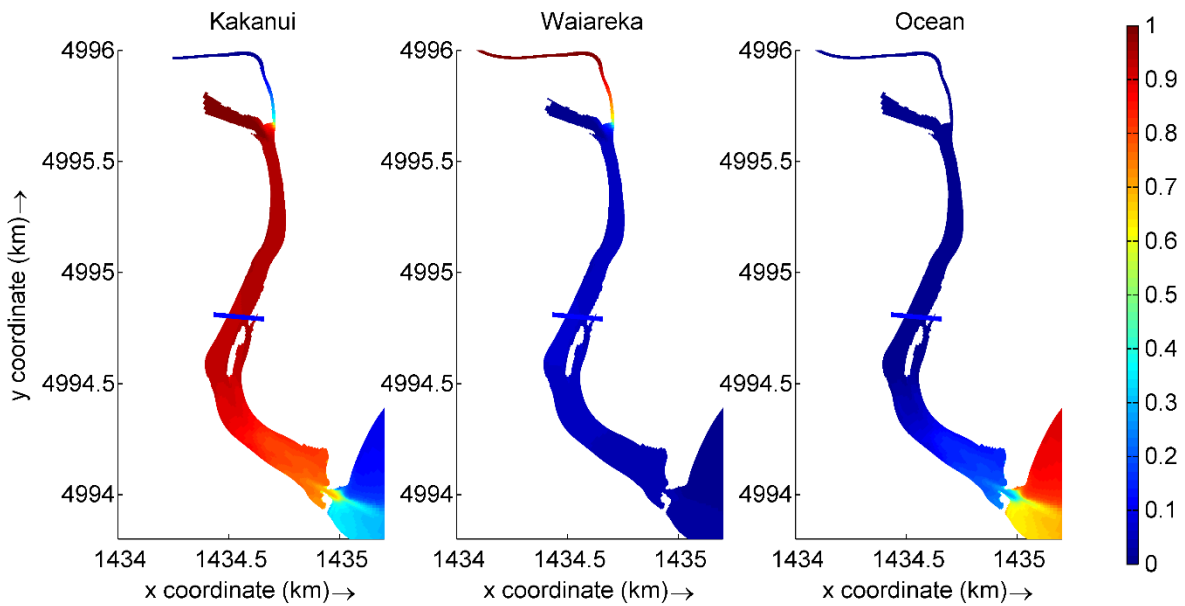 Kakanui Waiareka Ocean
4996 4996 4996 1
0.9
0.8
4995.5 4995.5 4995.5 0.7
0.6
y coordinate (km)→ 4995 4995 4995 0.5
0.4
4994.5 4994.5 4994.5 0.3
0.2
4994 4994 4994 0.1
0
1434 1434.5 1435 1434 1434.5 1435 1434 1434.5 1435
x coordinate (km)→ x coordinate (km)→ x coordinate (km)→